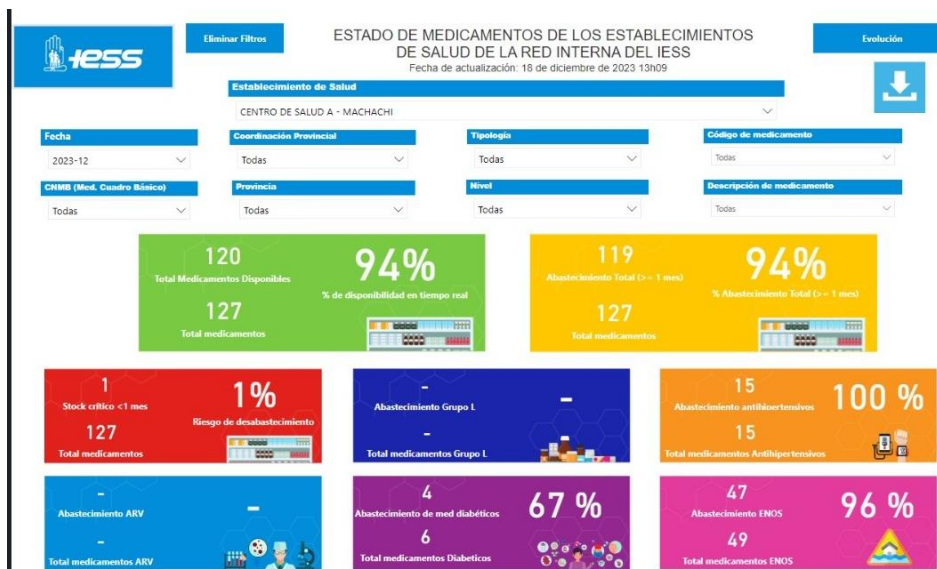 IESS
Eliminar Filtros
ESTADO DE MEDICAMENTOS DE LOS ESTABLECIMIENTOS
DE SALUD DE LA RED INTERNA DEL IESS
Fecha de actualización: 18 de diciembre de 2023 13h09
Evolución
Establecimiento de Salud
CENTRO DE SALUD A - MACHACHI
Fecha
2023-12
Coordinación Provincial
Todas
Tipología
Todas
Código de medicamento
Todas
CNMB (Med. Cuadro Básico)
Todas
Provincia
Todas
Nivel
Todas
Descripción de medicamento
Todas
120
Total Medicamentos Disponibles
127
Total medicamentos
94%
% de disponibilidad en tiempo real
119
Abastecimiento Total (>= 1 mes)
127
Total medicamentos
94%
% Abastecimiento Total (>= 1 mes)
1
Stock crítico <1 mes
127
Total medicamentos
1%
Riesgo de desabastecimiento
-
Abastecimiento Grupo L
-
Total medicamentos Grupo L
-
15
Abastecimiento antihipertensivos
15
Total medicamentos Antihipertensivos
100 %
-
Abastecimiento ARV
-
Total medicamentos ARV
-
4
Abastecimiento de med diabéticos
6
Total medicamentos Diabeticos
67 %
47
Abastecimiento ENOS
49
Total medicamentos ENOS
96 %